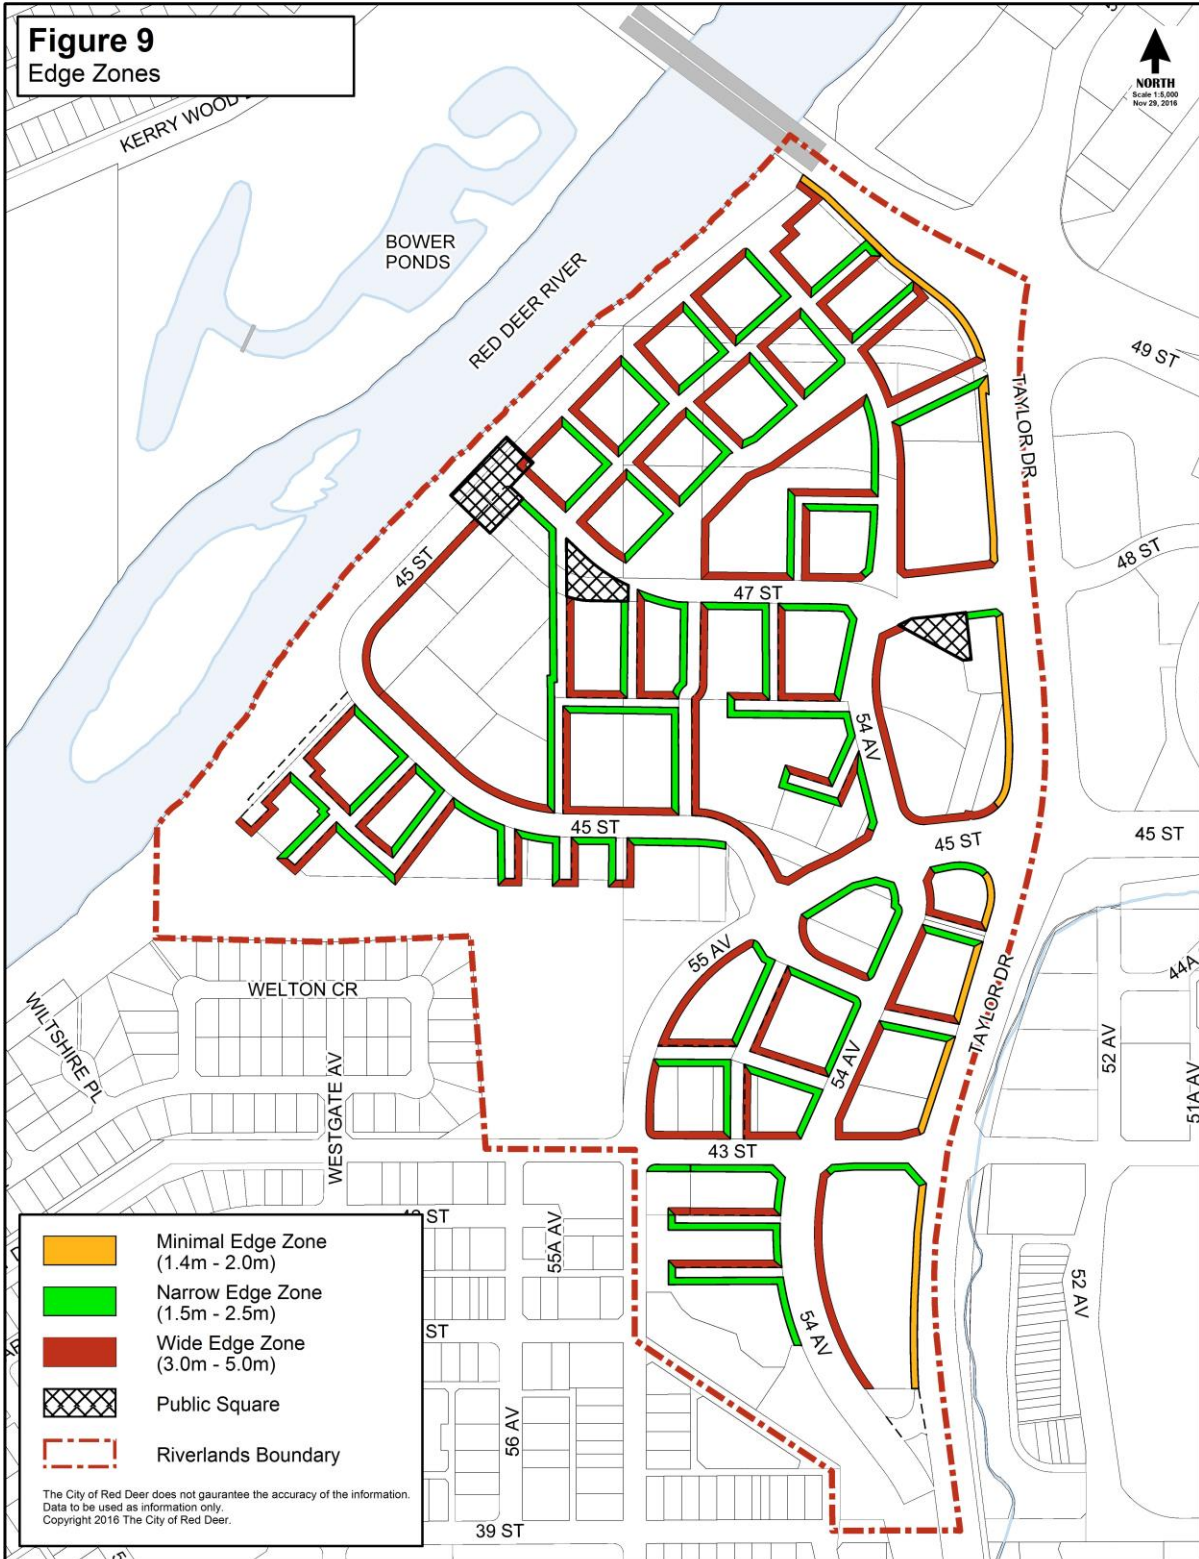 Figure 9
Edge Zones
NORTH
Scale 1:5,000
Nov 29, 2016
KERRY WOOD
BOWER
PONDS
RED DEER RIVER
49 ST
TAYLOR DR
48 ST
45 ST
47 ST
54 AV
45 ST
45 ST
45 ST
55 AV
WELTON CR
WILTSHIRE PL
WESTGATE AV
TAYLOR DR
44A
52 AV
51A AV
54 AV
43 ST
ST
55A AV
52 AV
ST
54 AV
56 AV
39 ST
Minimal Edge Zone
(1.4m - 2.0m)
Narrow Edge Zone
(1.5m - 2.5m)
Wide Edge Zone
(3.0m - 5.0m)
Public Square
Riverlands Boundary
The City of Red Deer does not gaurantee the accuracy of the information.
Data to be used as information only.
Copyright 2016 The City of Red Deer.